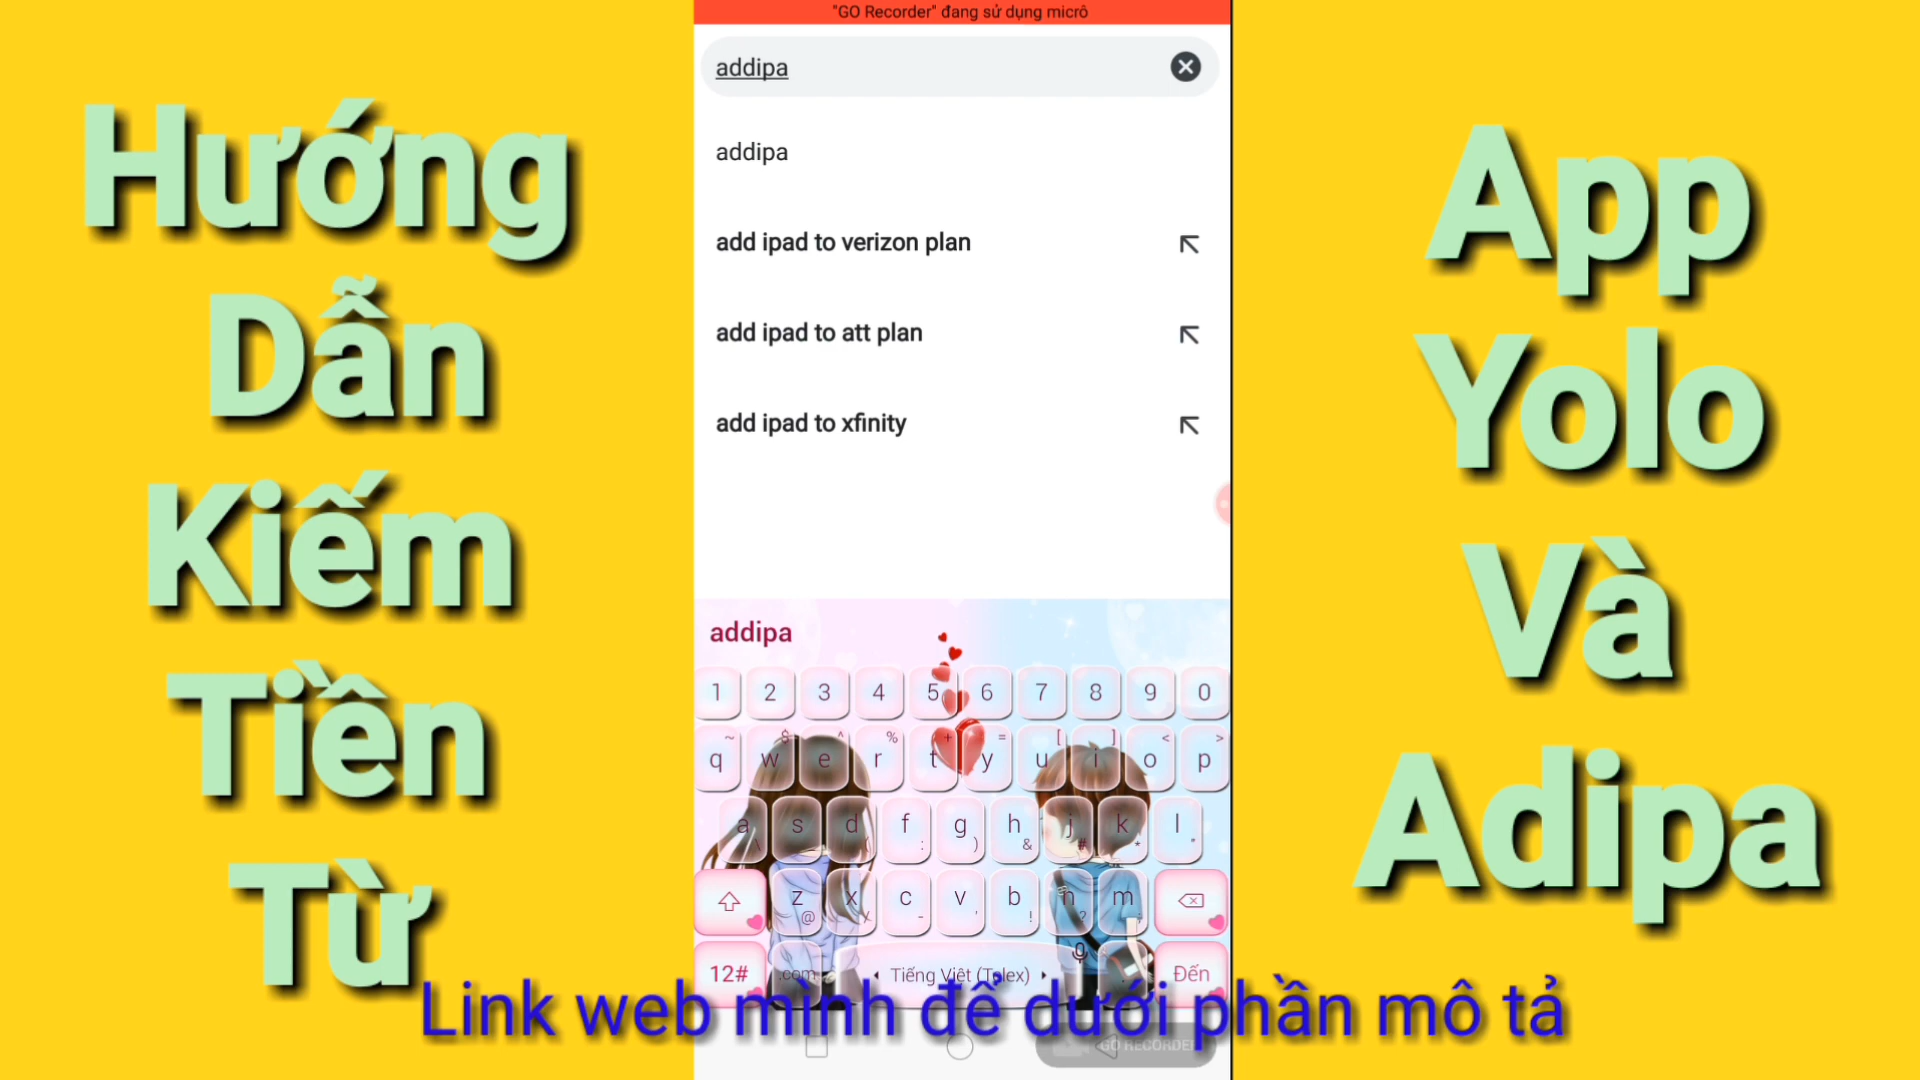 "GO Recorder" đang sử dụng micrô
addipa
addipa
add ipad to verizon plan
add ipad to att plan
add ipad to xfinity
Hướng
Dẫn
Kiếm
Tiền
Từ
App
Yolo
Và
Adipa
addipa
1 2 3 4 5 6 7 8 9 0
~ $ ^ % + = [ ] < >
q w e r t y u i o p
a s d f g h j k l
\ ( : ) & # * "
z x c v b n m
@ / - ' ! ? ;
12# .com Tiếng Việt (Telex) Đến
Link web mình để dưới phần mô tả
GO RECORDER